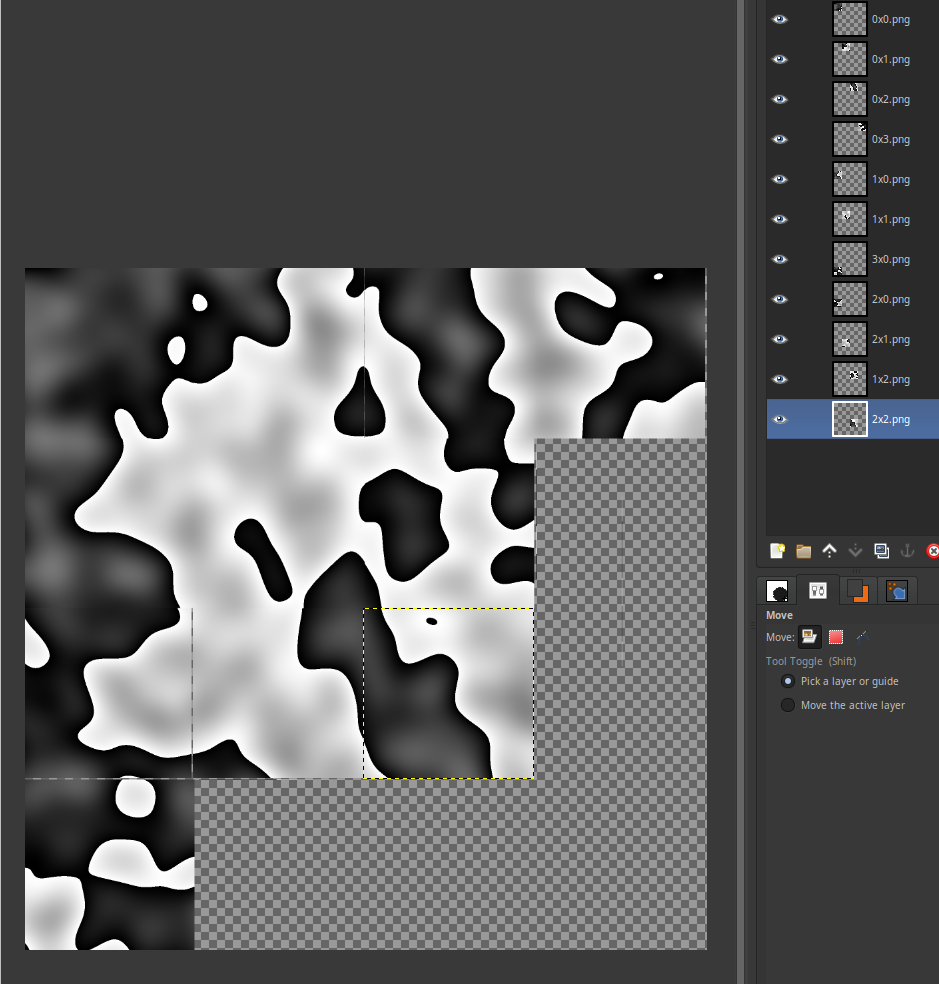 0x0.png
0x1.png
0x2.png
0x3.png
1x0.png
1x1.png
3x0.png
2x0.png
2x1.png
1x2.png
2x2.png
Move
Move:
Tool Toggle (Shift)
Pick a layer or guide
Move the active layer